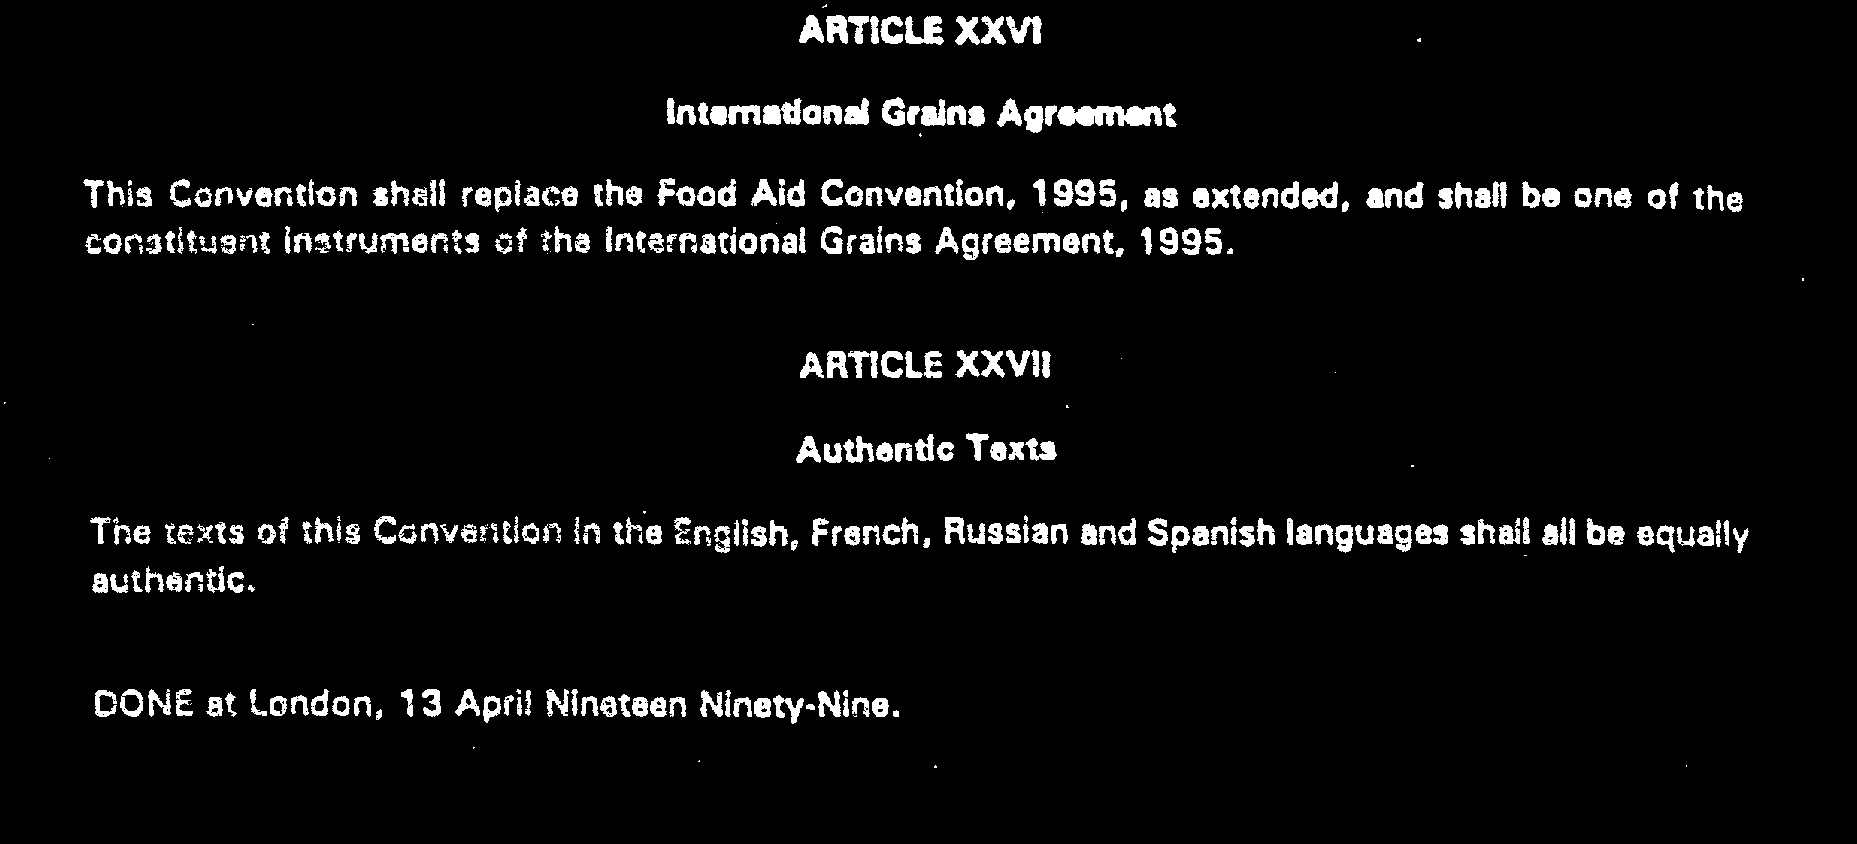 ARTICLE XXVI
International Grains Agreement
This Convention shall replace the Food Aid Convention, 1995, as extended, and shall be one of the
constituent instruments of the International Grains Agreement, 1995.
ARTICLE XXVII
Authentic Texts
The texts of this Convention in the English, French, Russian and Spanish languages shall all be equally
authentic.
DONE at London, 13 April Nineteen Ninety-Nine.